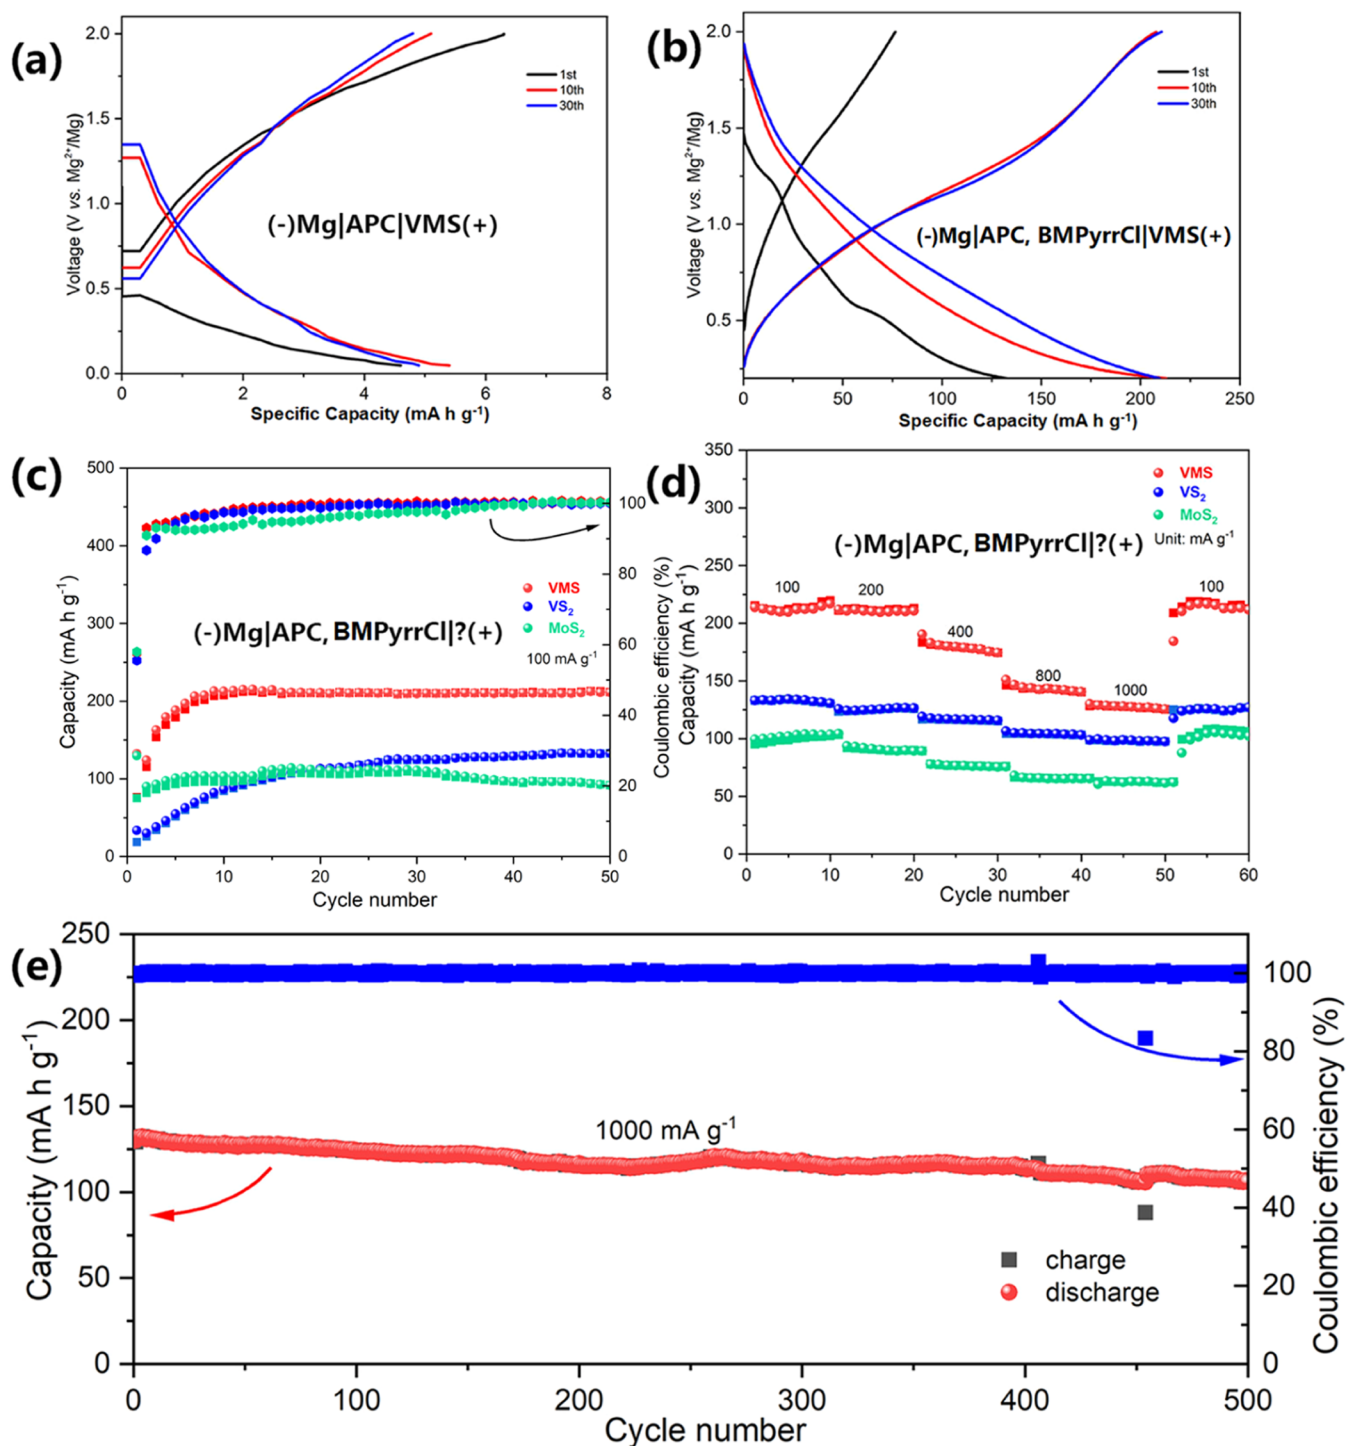 (a)
2.0
1.5
1.0
0.5
0.0
Voltage (V vs. Mg²⁺/Mg)
1st
10th
30th
(-)Mg|APC|VMS(+)
0 2 4 6 8
Specific Capacity (mA h g⁻¹)
(b)
2.0
1.5
1.0
0.5
Voltage (V vs. Mg²⁺/Mg)
1st
10th
30th
(-)Mg|APC, BMPyrrCl|VMS(+)
0 50 100 150 200 250
Specific Capacity (mA h g⁻¹)
(c)
500
400
300
200
100
0
Capacity (mA h g⁻¹)
100
80
60
40
20
0
Coulombic efficiency (%)
VMS
VS₂
MoS₂
(-)Mg|APC, BMPyrrCl|?(+)
100 mA g⁻¹
0 10 20 30 40 50
Cycle number
(d)
350
300
250
200
150
100
50
0
Capacity (mA h g⁻¹)
VMS
VS₂
MoS₂
Unit: mA g⁻¹
(-)Mg|APC, BMPyrrCl|?(+)
100 200 400 800 1000 100
0 10 20 30 40 50 60
Cycle number
(e)
250
200
150
100
50
0
Capacity (mA h g⁻¹)
100
80
60
40
20
0
Coulombic efficiency (%)
1000 mA g⁻¹
charge
discharge
0 100 200 300 400 500
Cycle number